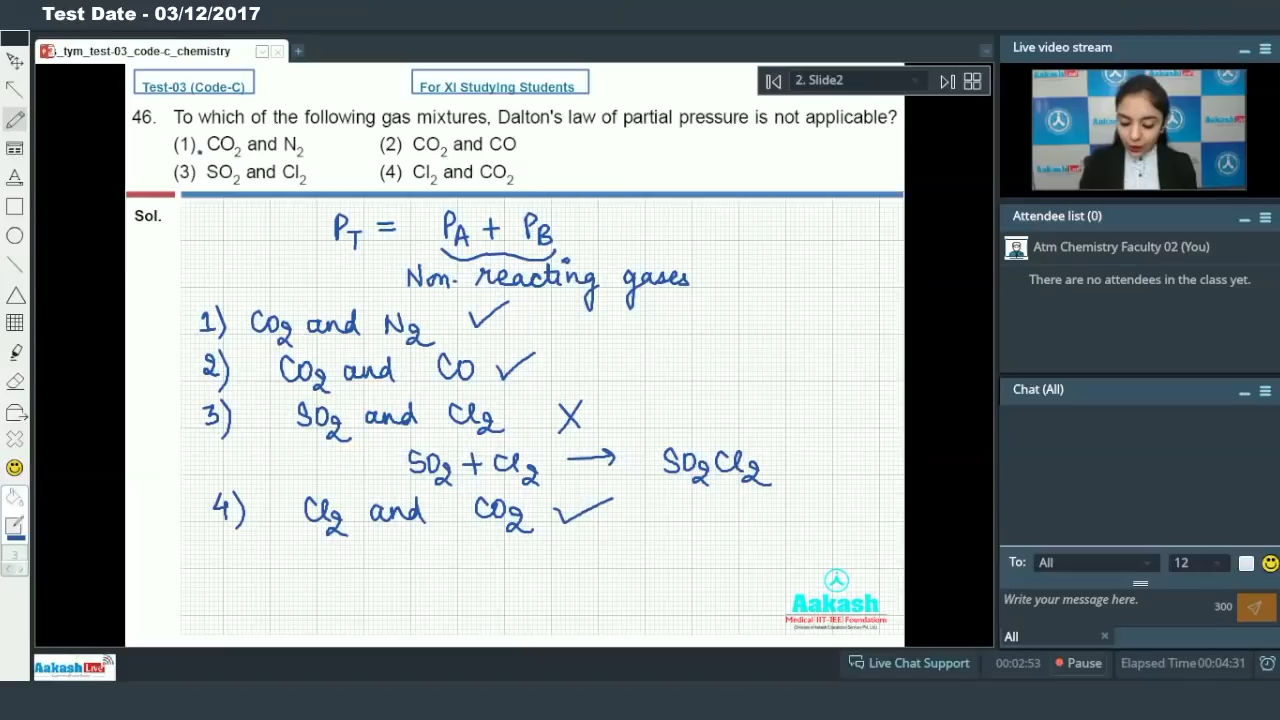 Test Date - 03/12/2017
_tym_test-03_code-c_chemistry
Test-03 (Code-C)
For XI Studying Students
2. Slide2
46. To which of the following gas mixtures, Dalton's law of partial pressure is not applicable?
(1) CO₂ and N₂ (2) CO₂ and CO
(3) SO₂ and Cl₂ (4) Cl₂ and CO₂
Sol.
P_T = P_A + P_B
Non-reacting gases
1) CO₂ and N₂ ✓
2) CO₂ and CO ✓
3) SO₂ and Cl₂ X
SO₂ + Cl₂ → SO₂Cl₂
4) Cl₂ and CO₂ ✓
Aakash
Medical IIT-JEE Foundations
Live video stream
Attendee list (0)
Atm Chemistry Faculty 02 (You)
There are no attendees in the class yet.
Chat (All)
To: All 12
Write your message here.
300
All
3
Aakash Live
Live Chat Support
00:02:53
Pause
Elapsed Time 00:04:31